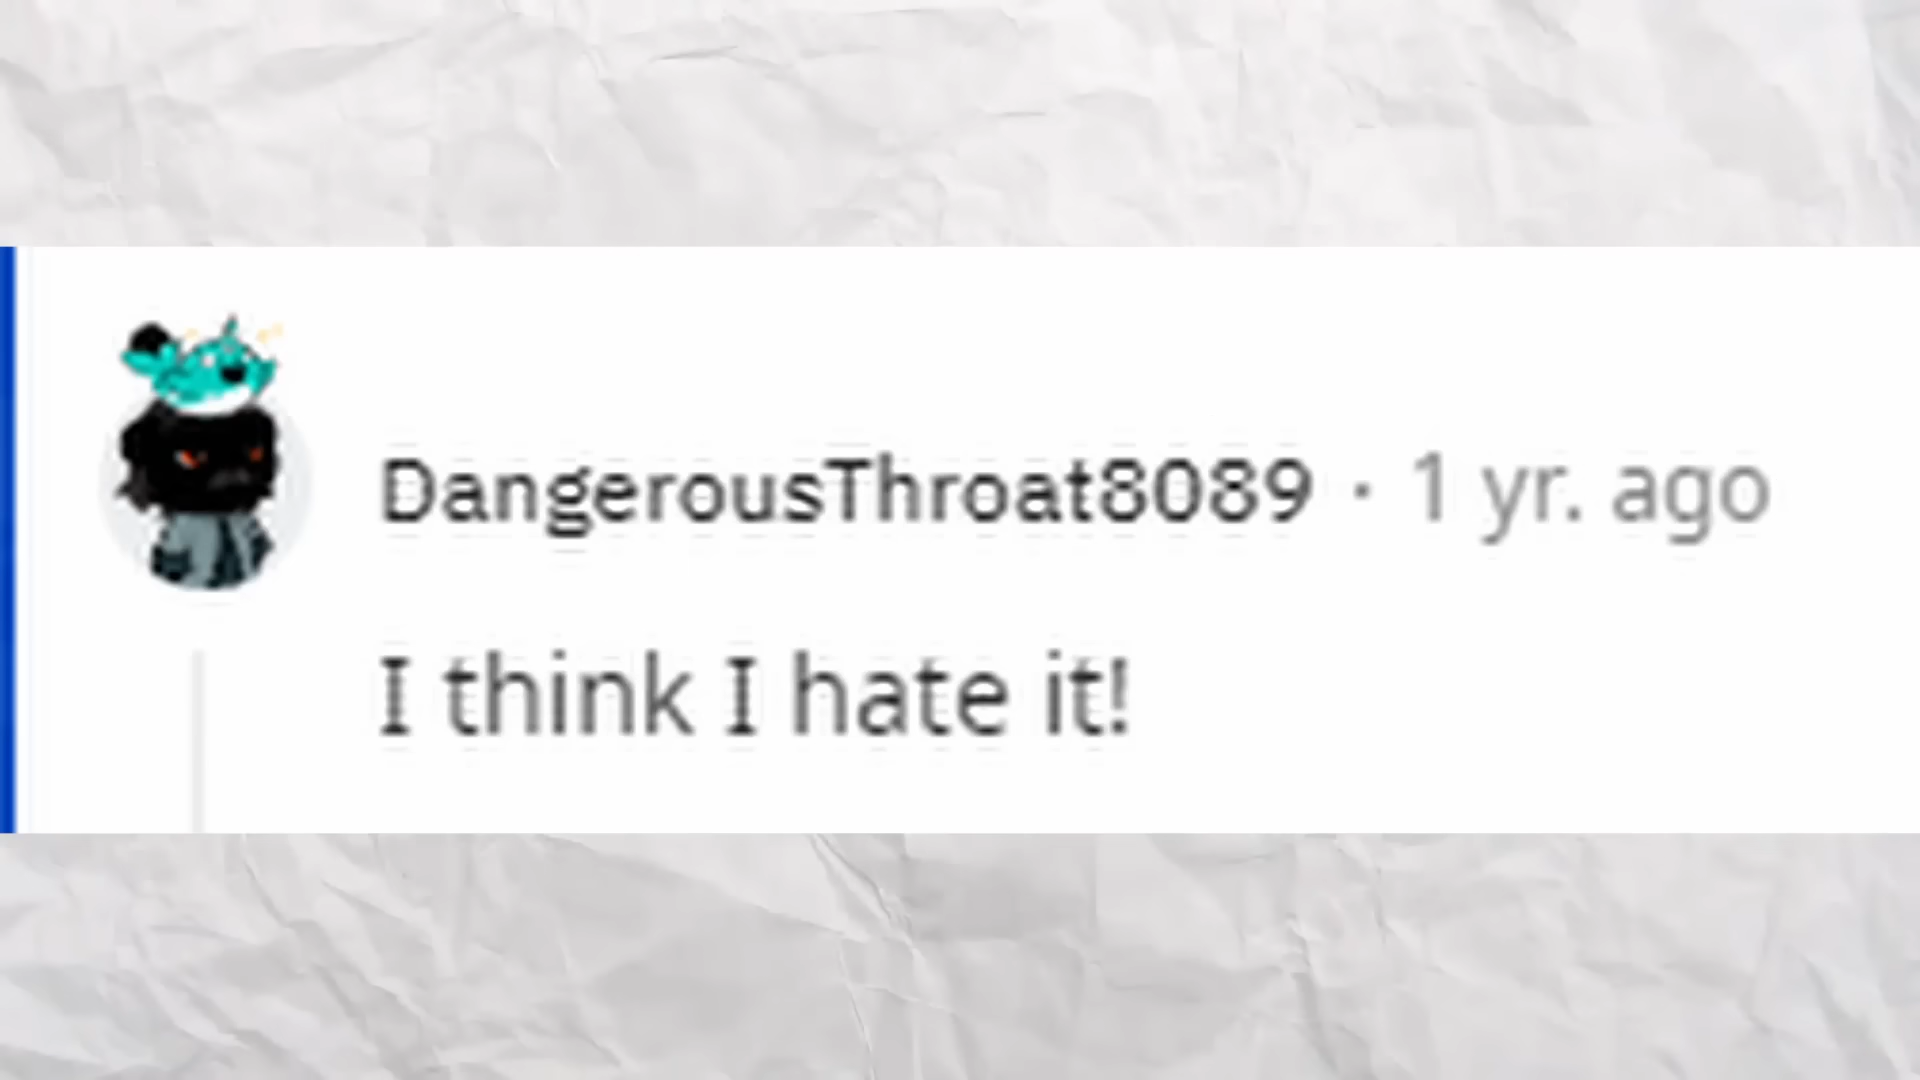 DangerousThroat8089 · 1 yr. ago
I think I hate it!